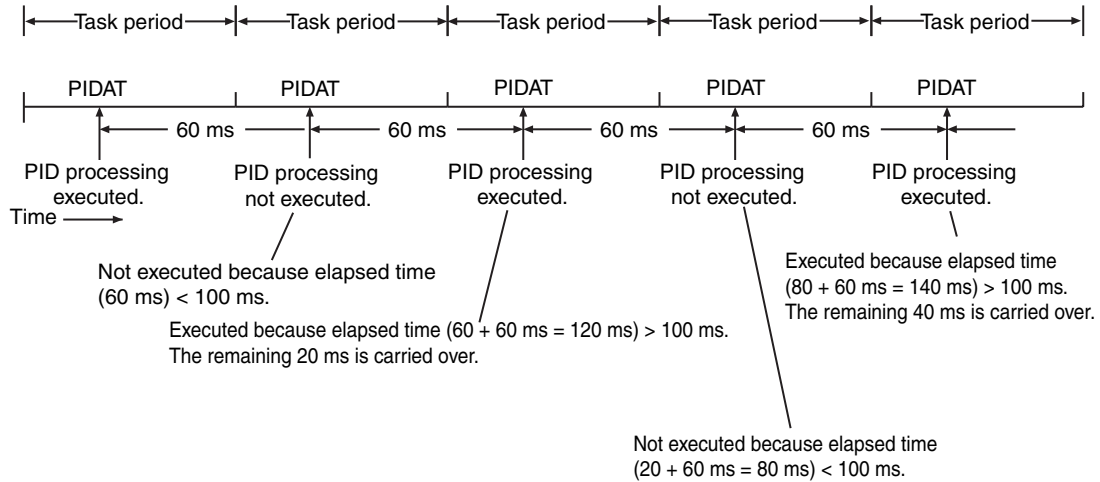 Task period Task period Task period Task period Task period
PIDAT PIDAT PIDAT PIDAT PIDAT
60 ms 60 ms 60 ms 60 ms
PID processing
executed.
PID processing
not executed.
PID processing
executed.
PID processing
not executed.
PID processing
executed.
Time
Not executed because elapsed time
(60 ms) < 100 ms.
Executed because elapsed time (60 + 60 ms = 120 ms) > 100 ms.
The remaining 20 ms is carried over.
Executed because elapsed time
(80 + 60 ms = 140 ms) > 100 ms.
The remaining 40 ms is carried over.
Not executed because elapsed time
(20 + 60 ms = 80 ms) < 100 ms.